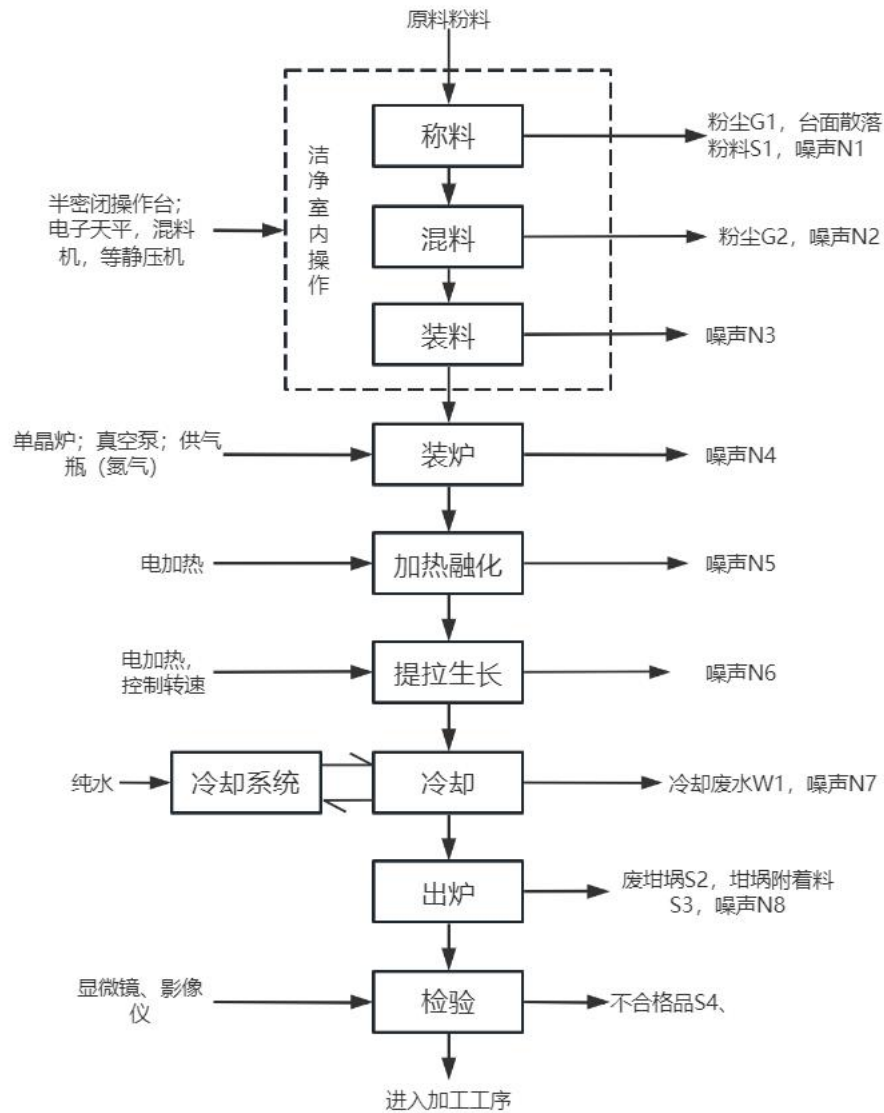 原料粉料
称料
粉尘G1，台面散落
粉料S1，噪声N1
洁净室内操作
半密闭操作台；
电子天平，混料
机，等静压机
混料
粉尘G2，噪声N2
装料
噪声N3
单晶炉；真空泵；供气
瓶（氮气）
装炉
噪声N4
电加热
加热融化
噪声N5
电加热，
控制转速
提拉生长
噪声N6
纯水
冷却系统
冷却
冷却废水W1，噪声N7
出炉
废坩埚S2，坩埚附着料
S3，噪声N8
显微镜、影像
仪
检验
不合格品S4、
进入加工工序